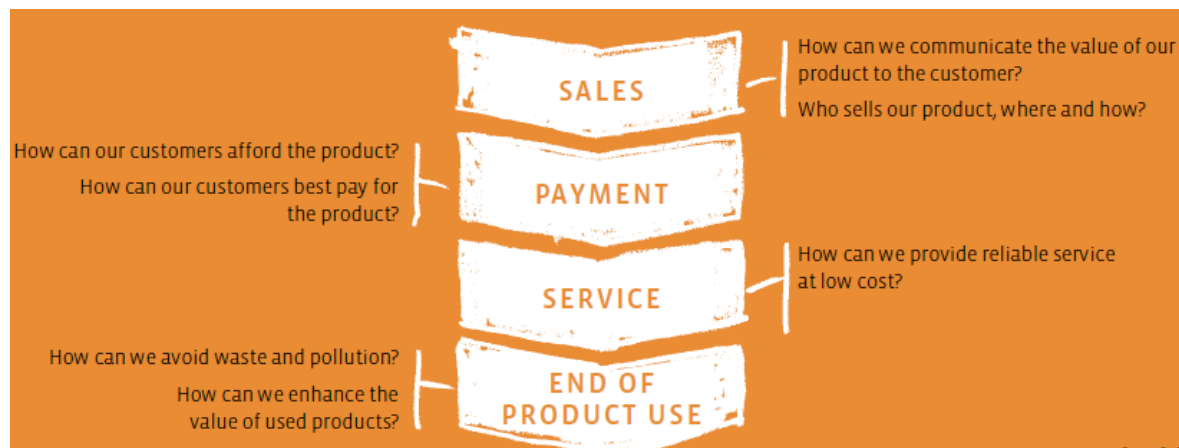 SALES
How can we communicate the value of our
product to the customer?
Who sells our product, where and how?
PAYMENT
How can our customers afford the product?
How can our customers best pay for
the product?
SERVICE
How can we provide reliable service
at low cost?
END OF
PRODUCT USE
How can we avoid waste and pollution?
How can we enhance the
value of used products?